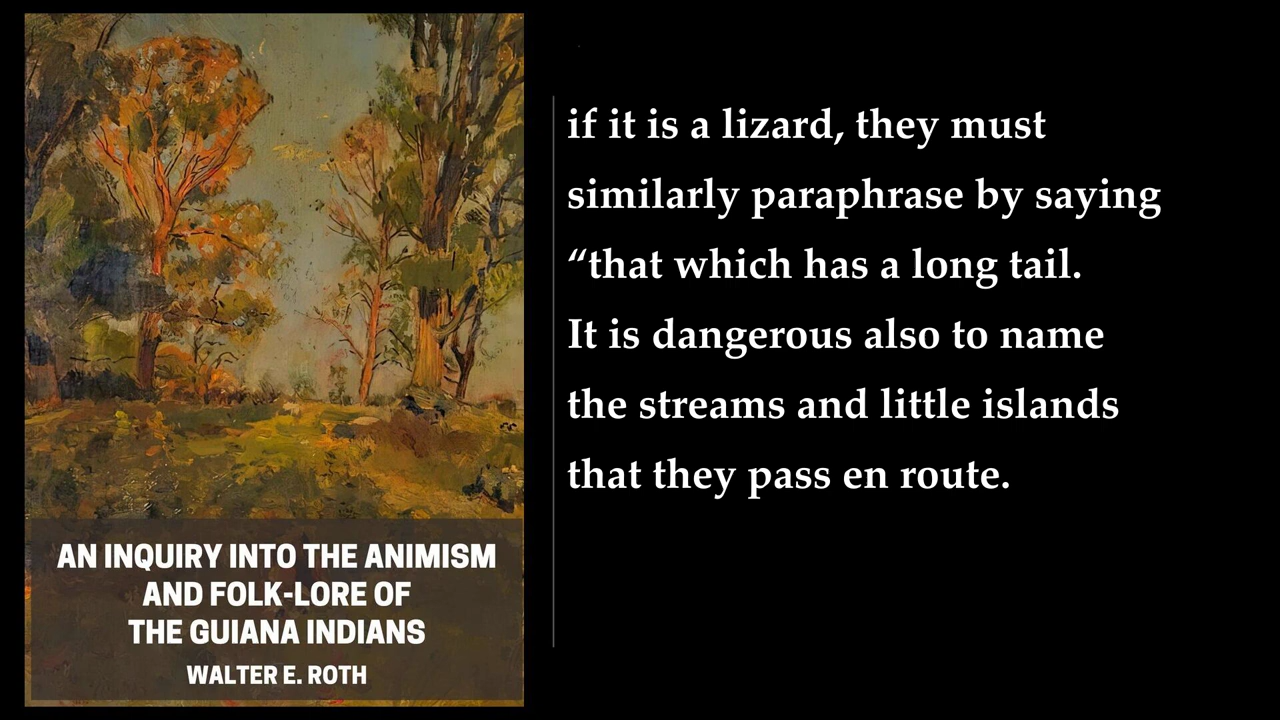 if it is a lizard, they must
similarly paraphrase by saying
“that which has a long tail.
It is dangerous also to name
the streams and little islands
that they pass en route.
AN INQUIRY INTO THE ANIMISM
AND FOLK-LORE OF
THE GUIANA INDIANS
WALTER E. ROTH